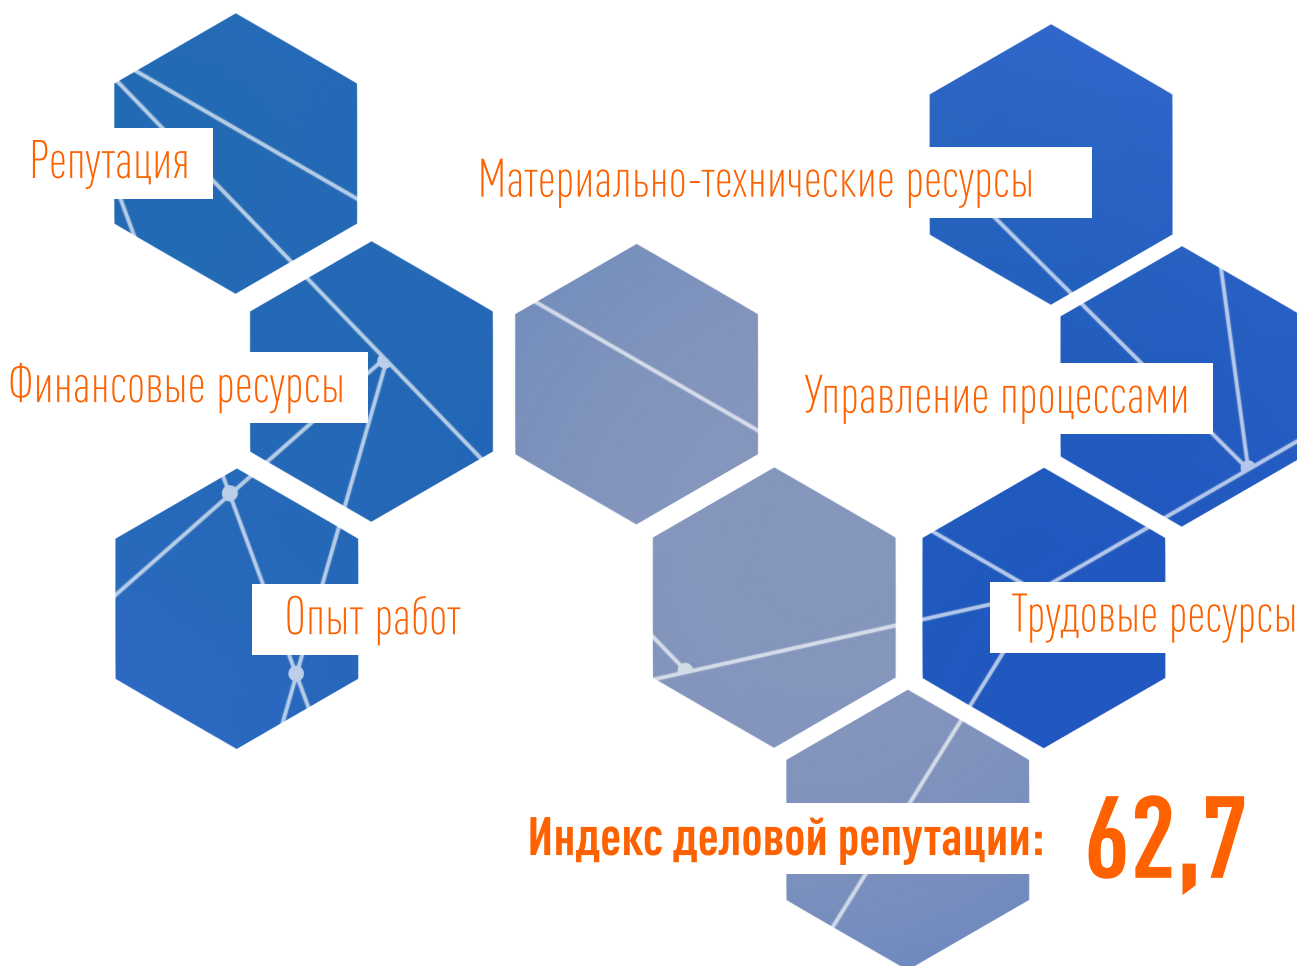 Репутация
Материально-технические ресурсы
Финансовые ресурсы
Управление процессами
Опыт работ
Трудовые ресурсы
Индекс деловой репутации: 62,7